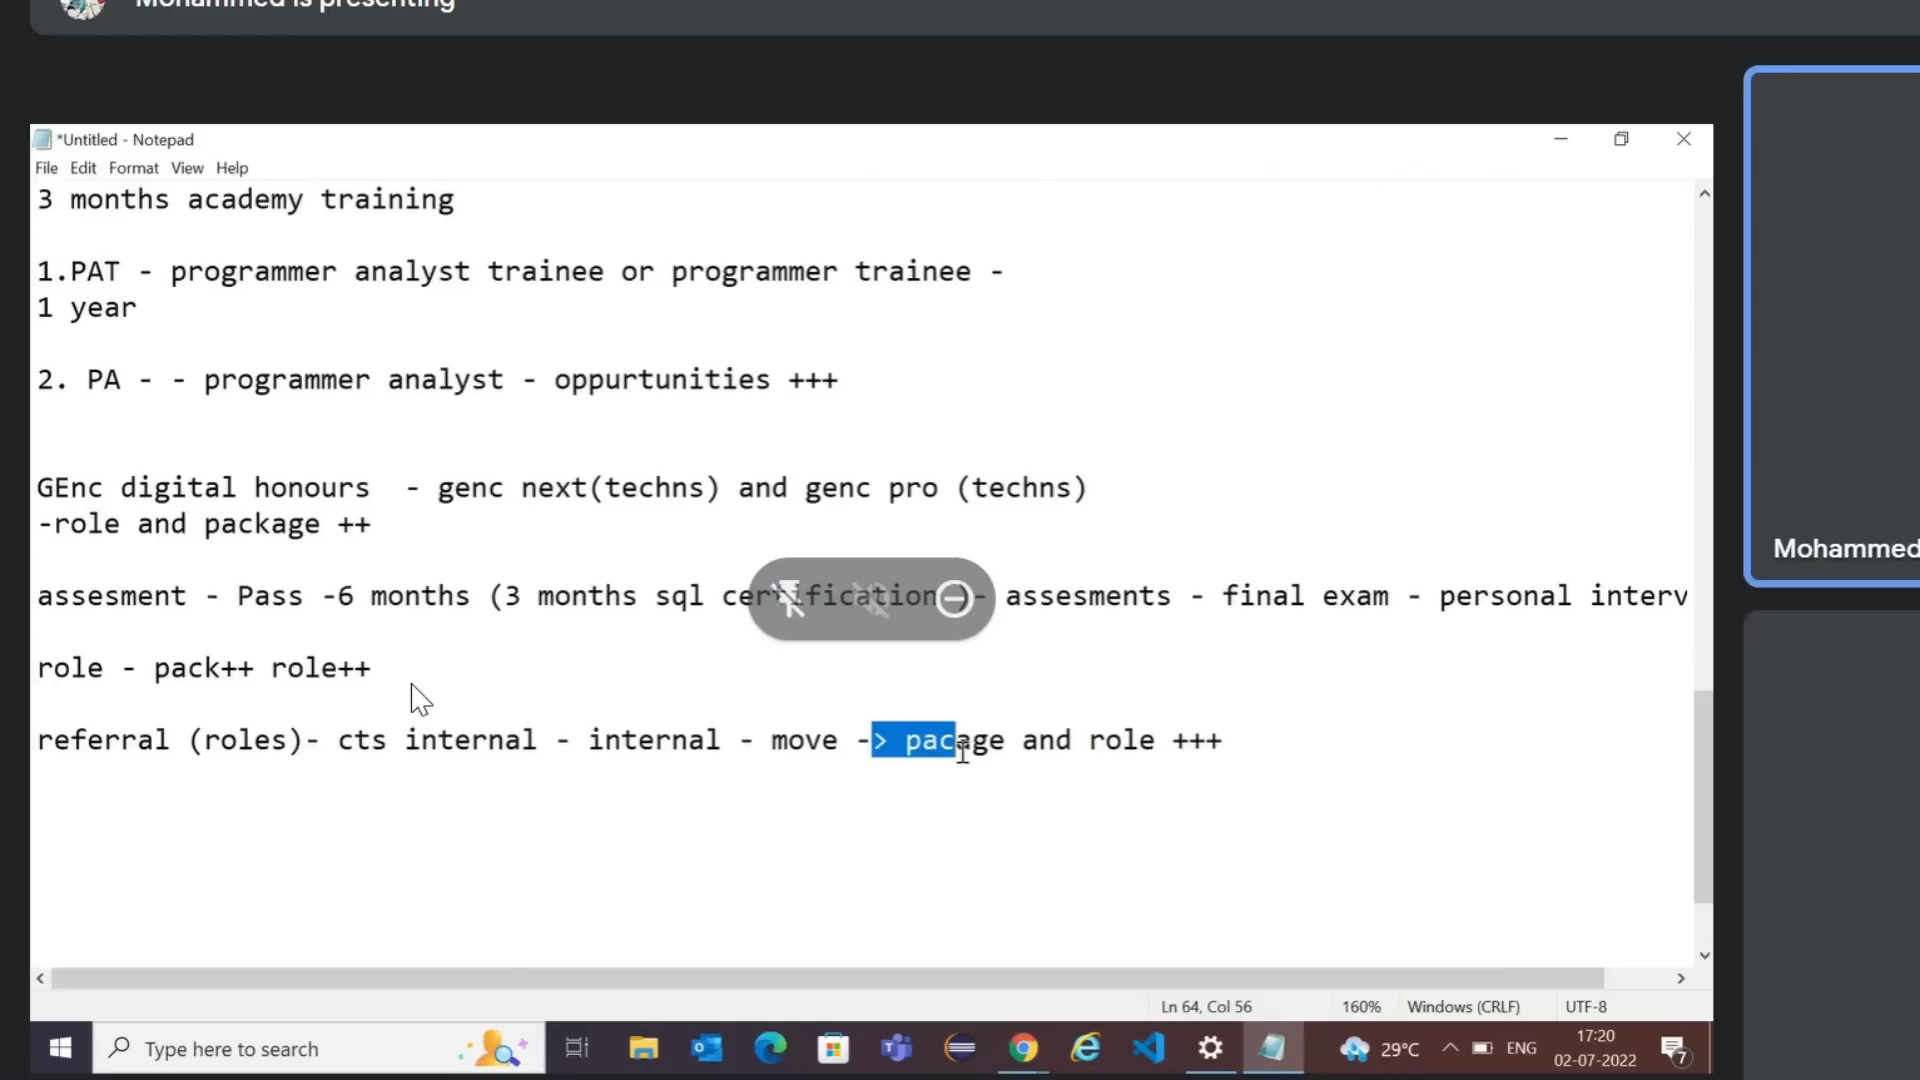 Mohammed is presenting
*Untitled - Notepad
File Edit Format View Help
3 months academy training
1.PAT - programmer analyst trainee or programmer trainee -
1 year
2. PA - - programmer analyst - oppurtunities +++
GEnc digital honours - genc next(techns) and genc pro (techns)
-role and package ++
assesment - Pass -6 months (3 months sql certification )- assesments - final exam - personal interv
role - pack++ role++
referral (roles)- cts internal - internal - move -> package and role +++
Mohammed
Ln 64, Col 56 160% Windows (CRLF) UTF-8
Type here to search
29°C ENG
17:20
02-07-2022
7